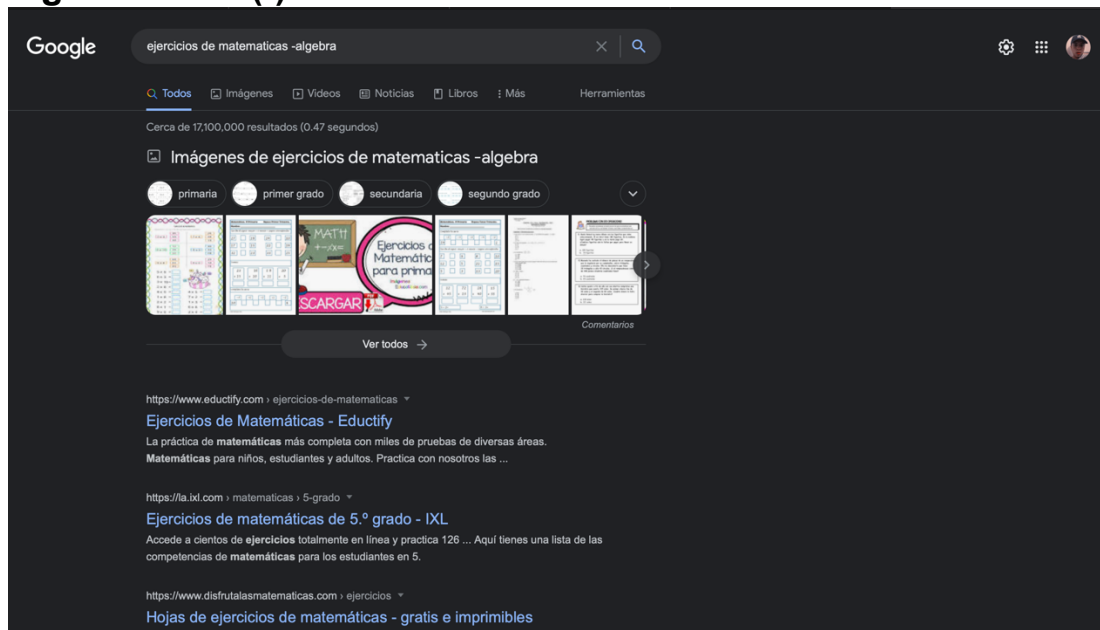 Google
ejercicios de matematicas -algebra
Todos Imágenes Videos Noticias Libros Más Herramientas
Cerca de 17,100,000 resultados (0.47 segundos)
Imágenes de ejercicios de matematicas -algebra
primaria primer grado secundaria segundo grado
MATH
Ejercicios
para
DESCARGAR
Comentarios
Ver todos →
https://www.eductify.com › ejercicios-de-matematicas
Ejercicios de Matemáticas - Eductify
La práctica de matemáticas más completa con miles de pruebas de diversas áreas.
Matemáticas para niños, estudiantes y adultos. Practica con nosotros las ...
https://la.ixl.com › matematicas › 5-grado
Ejercicios de matemáticas de 5.º grado - IXL
Accede a cientos de ejercicios totalmente en línea y practica 126 ... Aquí tienes una lista de las
competencias de matemáticas para los estudiantes en 5.
https://www.disfrutalasmatematicas.com › ejercicios
Hojas de ejercicios de matemáticas - gratis e imprimibles